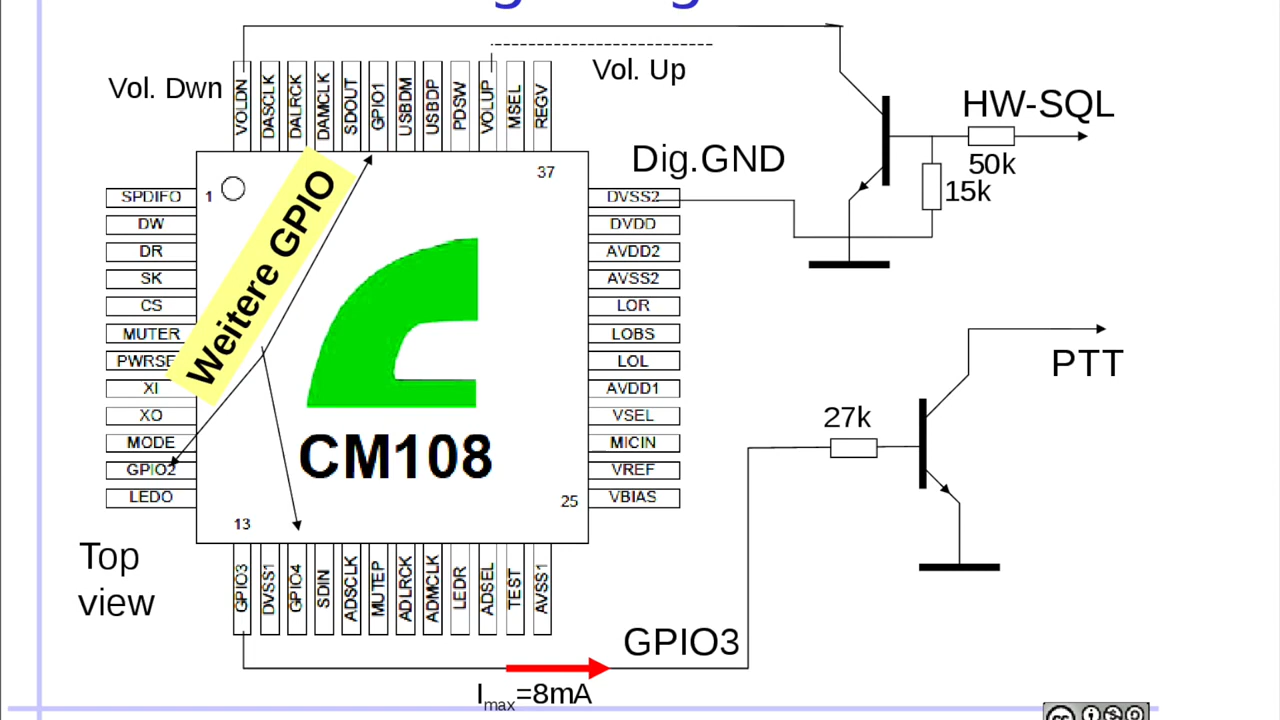 Vol. Dwn
Vol. Up
VOLDN
DASCLK
DALRCK
DAMCLK
SDOUT
GPIO1
USBDM
USBDP
PDSW
VOLUP
MSEL
REGV
HW-SQL
50k
15k
Dig.GND
37
1
SPDIFO
DW
DR
SK
CS
MUTER
PWRSE
XI
XO
MODE
GPIO2
LEDO
Weitere GPIO
CM108
DVSS2
DVDD
AVDD2
AVSS2
LOR
LOBS
LOL
AVDD1
VSEL
MICIN
VREF
VBIAS
25
13
PTT
27k
Top
view
GPIO3
DVSS1
GPIO4
SDIN
ADSCLK
MUTEP
ADLRCK
ADMCLK
LEDR
ADSEL
TEST
AVSS1
GPIO3
Imax=8mA
cc